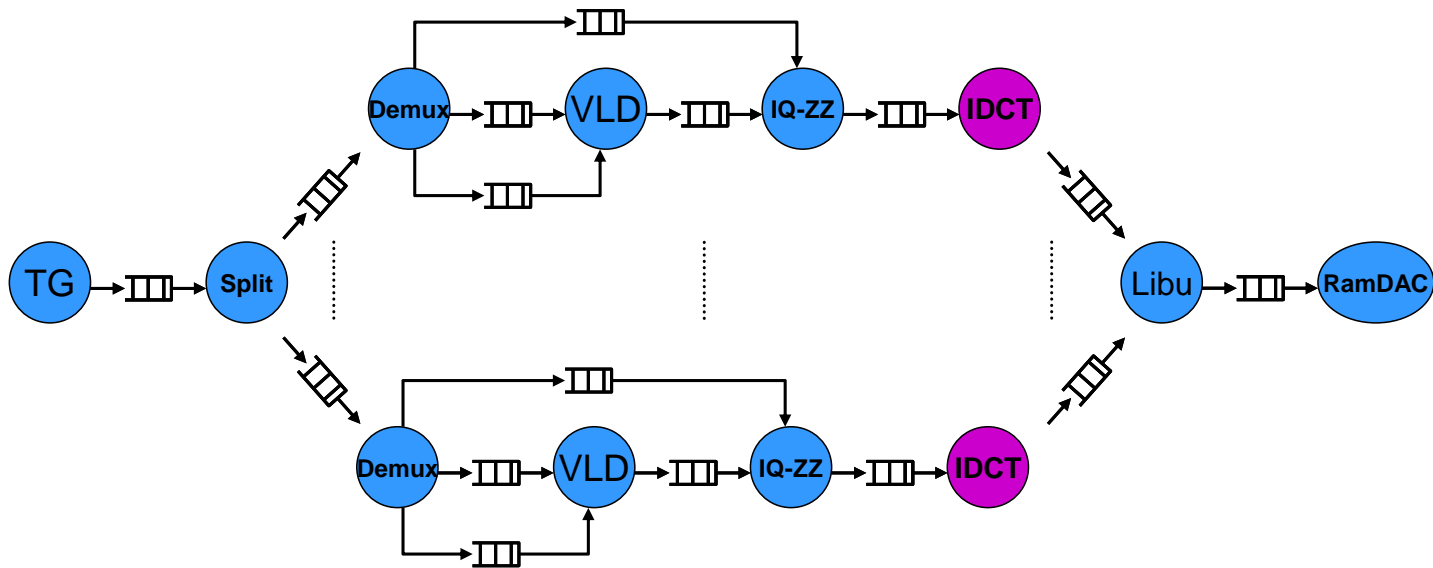 Demux
VLD
IQ-ZZ
IDCT
TG
Split
Libu
RamDAC
Demux
VLD
IQ-ZZ
IDCT